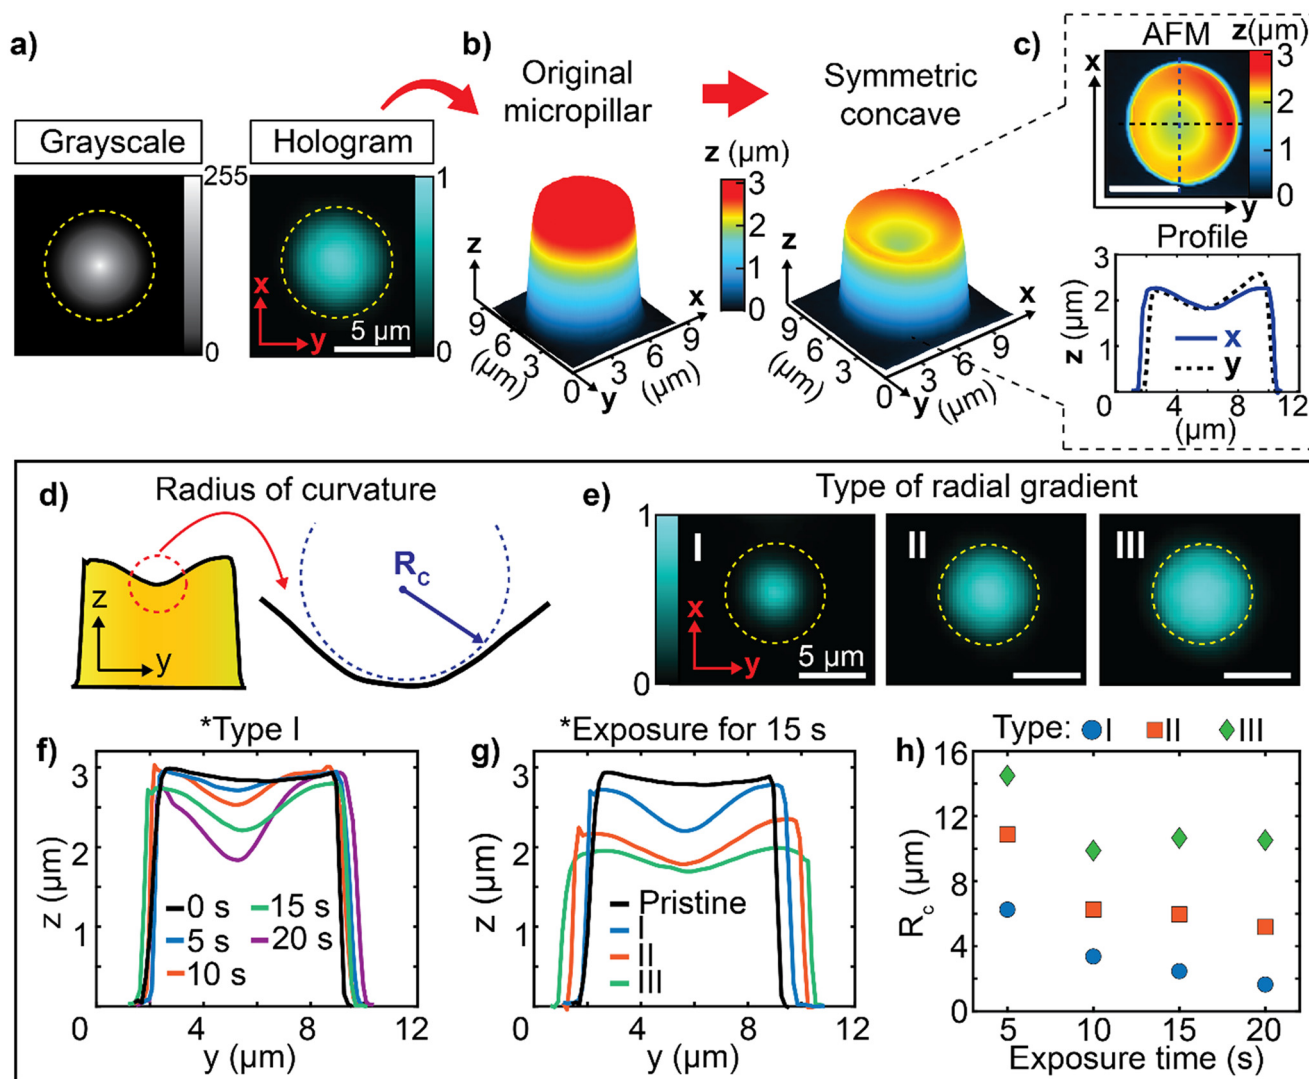 a)
Grayscale
255
0
Hologram
1
0
x
y
5 µm
b)
Original
micropillar
Symmetric
concave
z (µm)
3
2
1
0
z
9
6
3
0
(µm)
x
9
6
3
(µm)
y
z
9
6
3
0
(µm)
x
9
6
3
(µm)
y
c)
AFM
z(µm)
3
2
1
0
x
y
Profile
3
2
1
z (µm)
x
y
0 4 8 12
(µm)
d)
Radius of curvature
z
y
Rc
e)
Type of radial gradient
1
0
I
x
y
5 µm
II
III
f)
*Type I
3
2
1
z (µm)
0 s
5 s
10 s
15 s
20 s
0 4 8 12
y (µm)
g)
*Exposure for 15 s
3
2
1
z (µm)
Pristine
I
II
III
0 4 8 12
y (µm)
h)
Type: I II III
16
12
8
4
0
Rc (µm)
5 10 15 20
Exposure time (s)